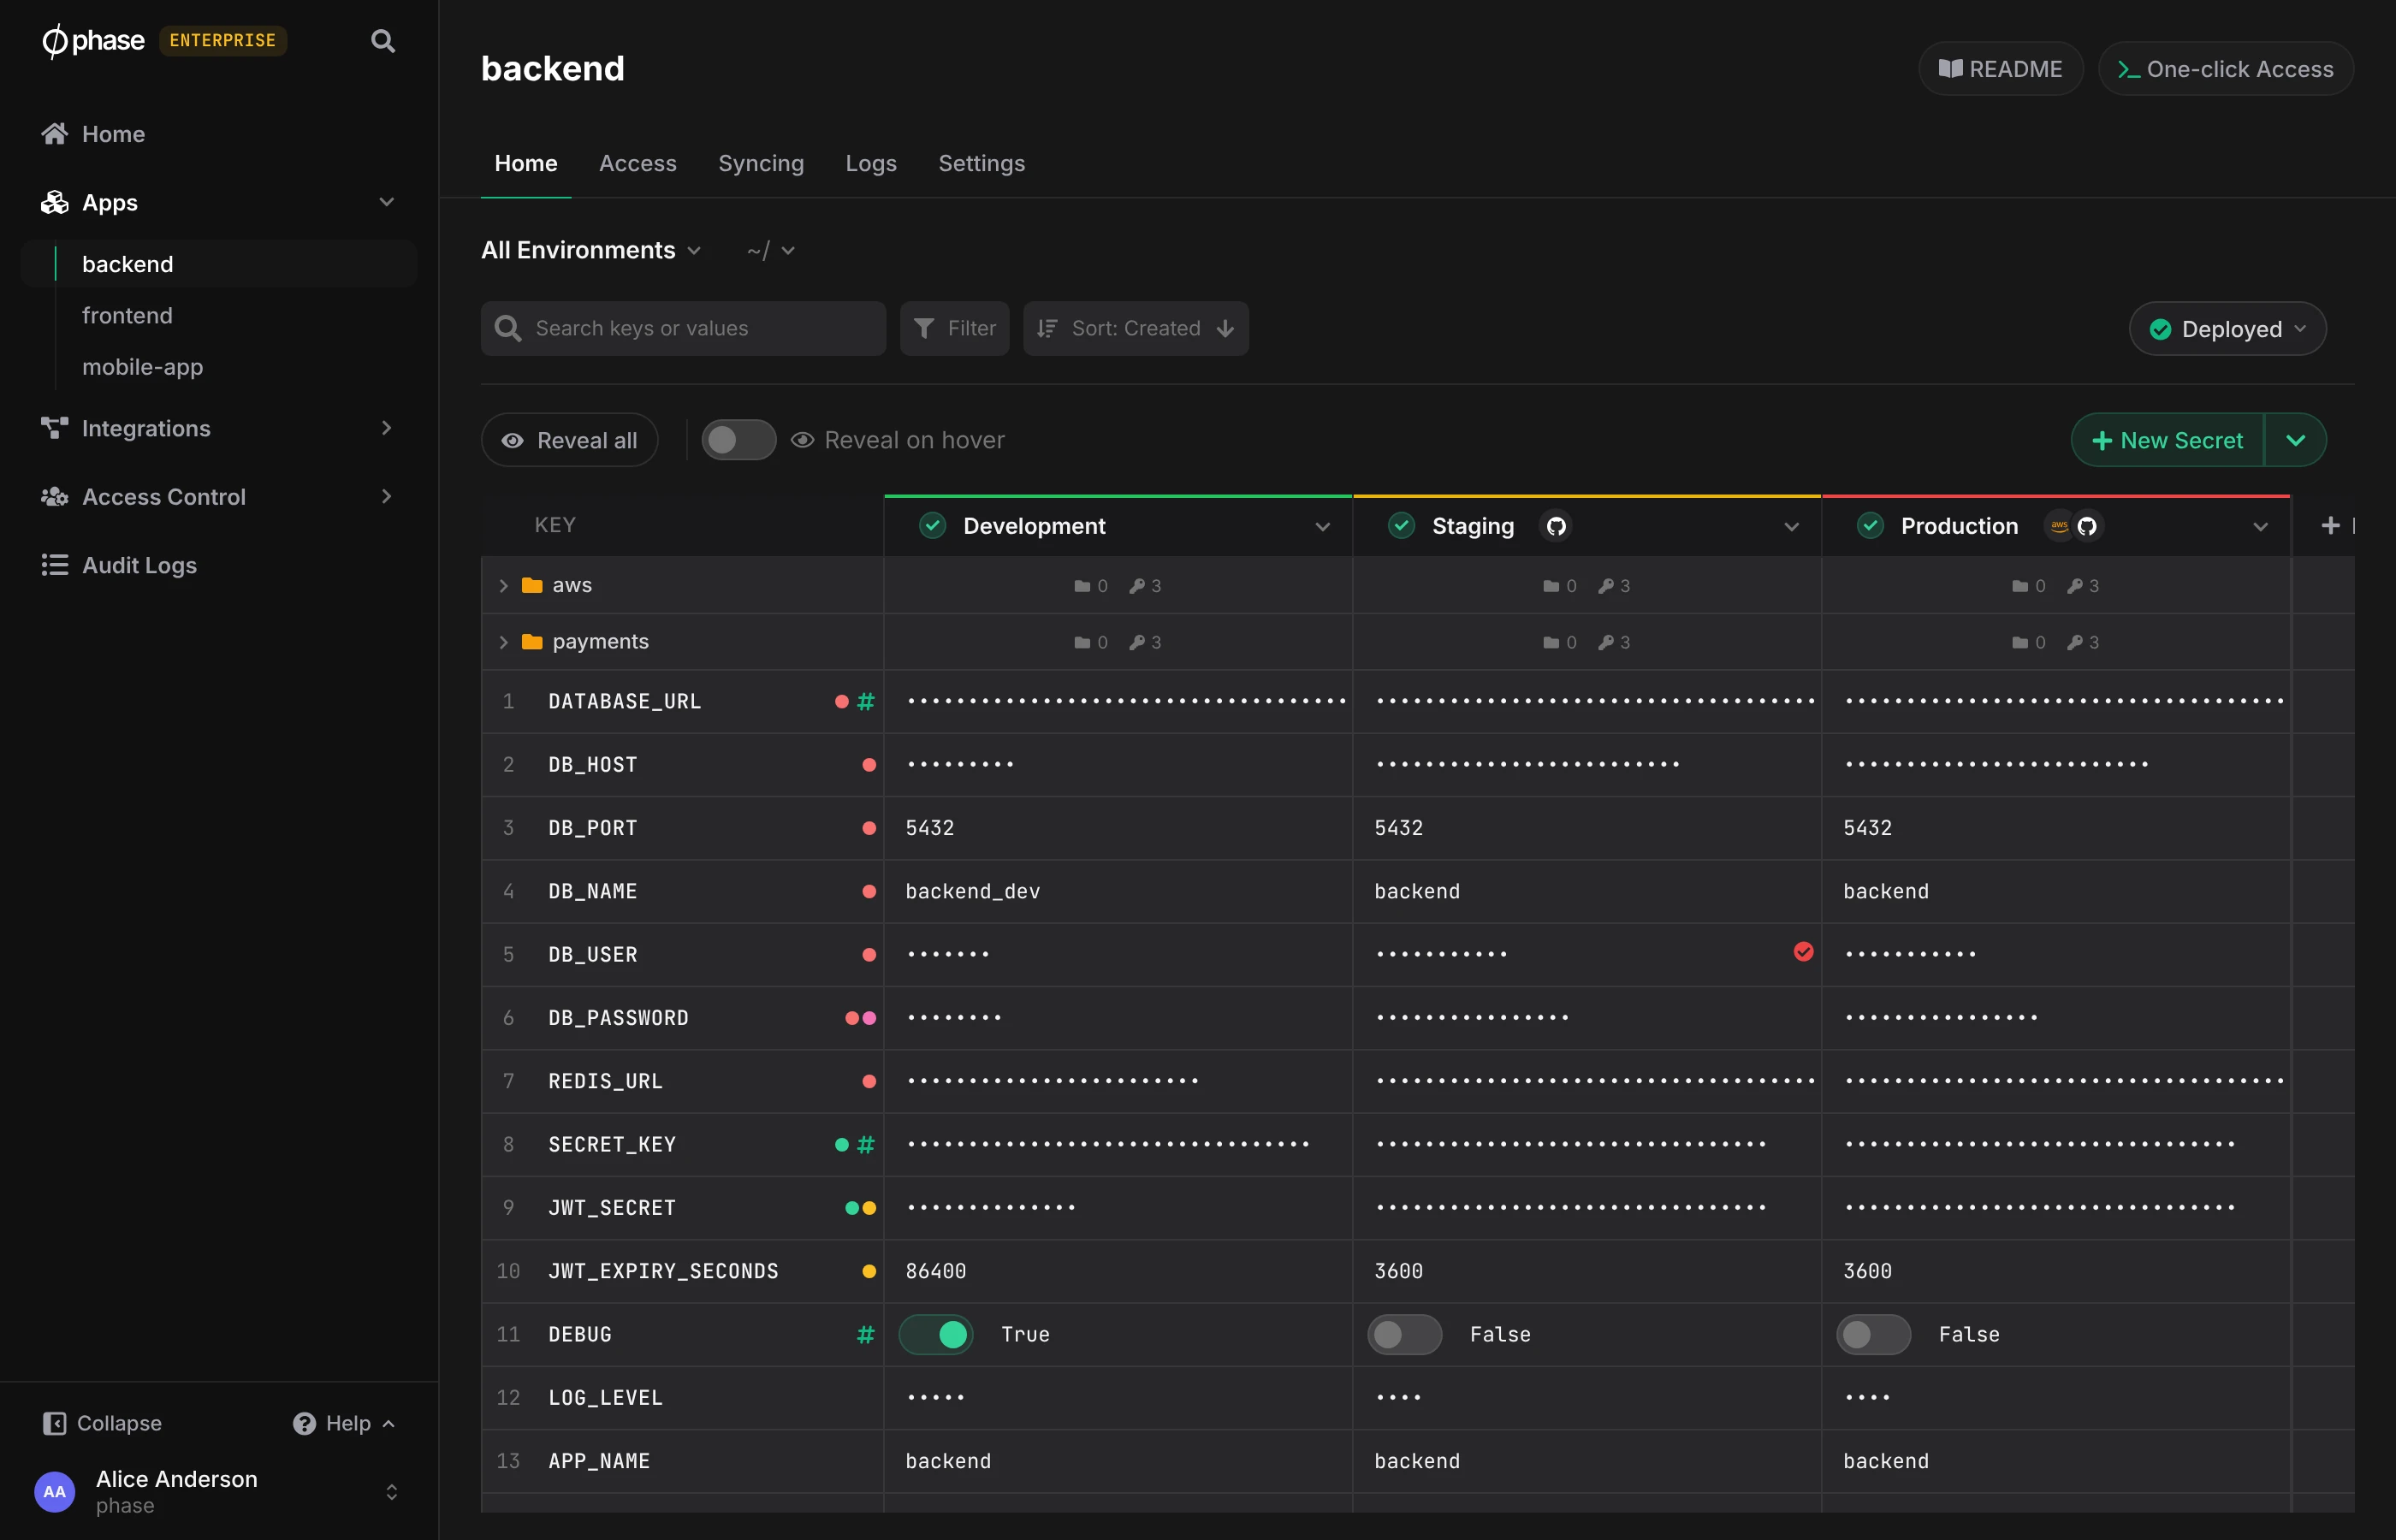 phase ENTERPRISE
Home
Apps
backend
frontend
mobile-app
Integrations
Access Control
Audit Logs
Collapse
Help
AA
Alice Anderson
phase
backend
README
One-click Access
Home Access Syncing Logs Settings
All Environments ~/
Search keys or values
Filter
Sort: Created
Deployed
Reveal all
Reveal on hover
New Secret
KEY Development Staging Production aws
aws 0 3 0 3 0 3
payments 0 3 0 3 0 3
1 DATABASE_URL # •••••••••••••••••••••••••••••••••••• •••••••••••••••••••••••••••••••••••• ••••••••••••••••••••••••••••••••••••
2 DB_HOST ••••••••• ••••••••••••••••••••••••• •••••••••••••••••••••••••
3 DB_PORT 5432 5432 5432
4 DB_NAME backend_dev backend backend
5 DB_USER ••••••• ••••••••••• •••••••••••
6 DB_PASSWORD •••••••• •••••••••••••••• ••••••••••••••••
7 REDIS_URL •••••••••••••••••••••••• •••••••••••••••••••••••••••••••••••• ••••••••••••••••••••••••••••••••••••
8 SECRET_KEY # ••••••••••••••••••••••••••••••••• •••••••••••••••••••••••••••••••• ••••••••••••••••••••••••••••••••
9 JWT_SECRET •••••••••••••• •••••••••••••••••••••••••••••••• ••••••••••••••••••••••••••••••••
10 JWT_EXPIRY_SECONDS 86400 3600 3600
11 DEBUG # True False False
12 LOG_LEVEL ••••• •••• ••••
13 APP_NAME backend backend backend